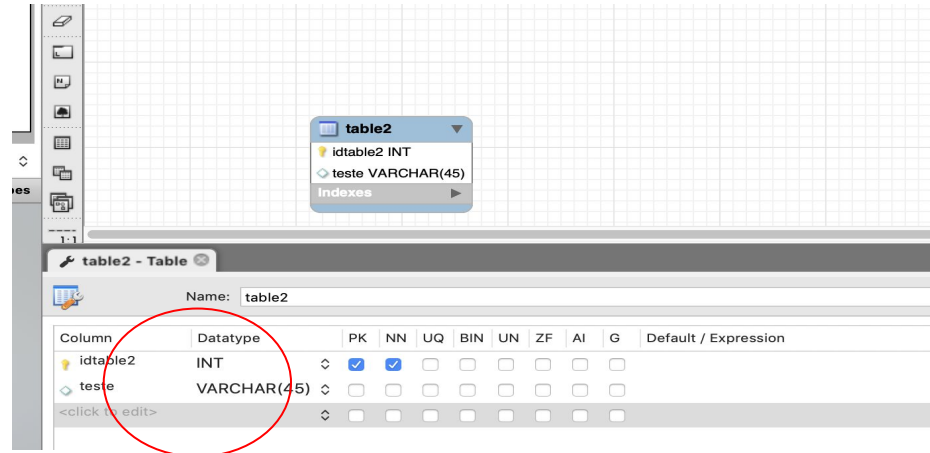 table2
idtable2 INT
teste VARCHAR(45)
Indexes
pes
1:1
table2 - Table
Name: table2
Column Datatype PK NN UQ BIN UN ZF AI G Default / Expression
idtable2 INT
teste VARCHAR(45)
<click to edit>